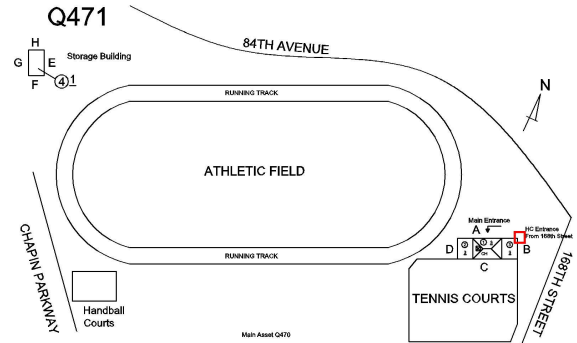 Q471
84TH AVENUE
H
Storage Building
G
E
F
4
1
N
RUNNING TRACK
ATHLETIC FIELD
Main Entrance
A
HC Entrance
From 168th Street
D
B
C
CH
RUNNING TRACK
CHAPIN PARKWAY
168TH STREET
TENNIS COURTS
Handball
Courts
Main Asset Q470